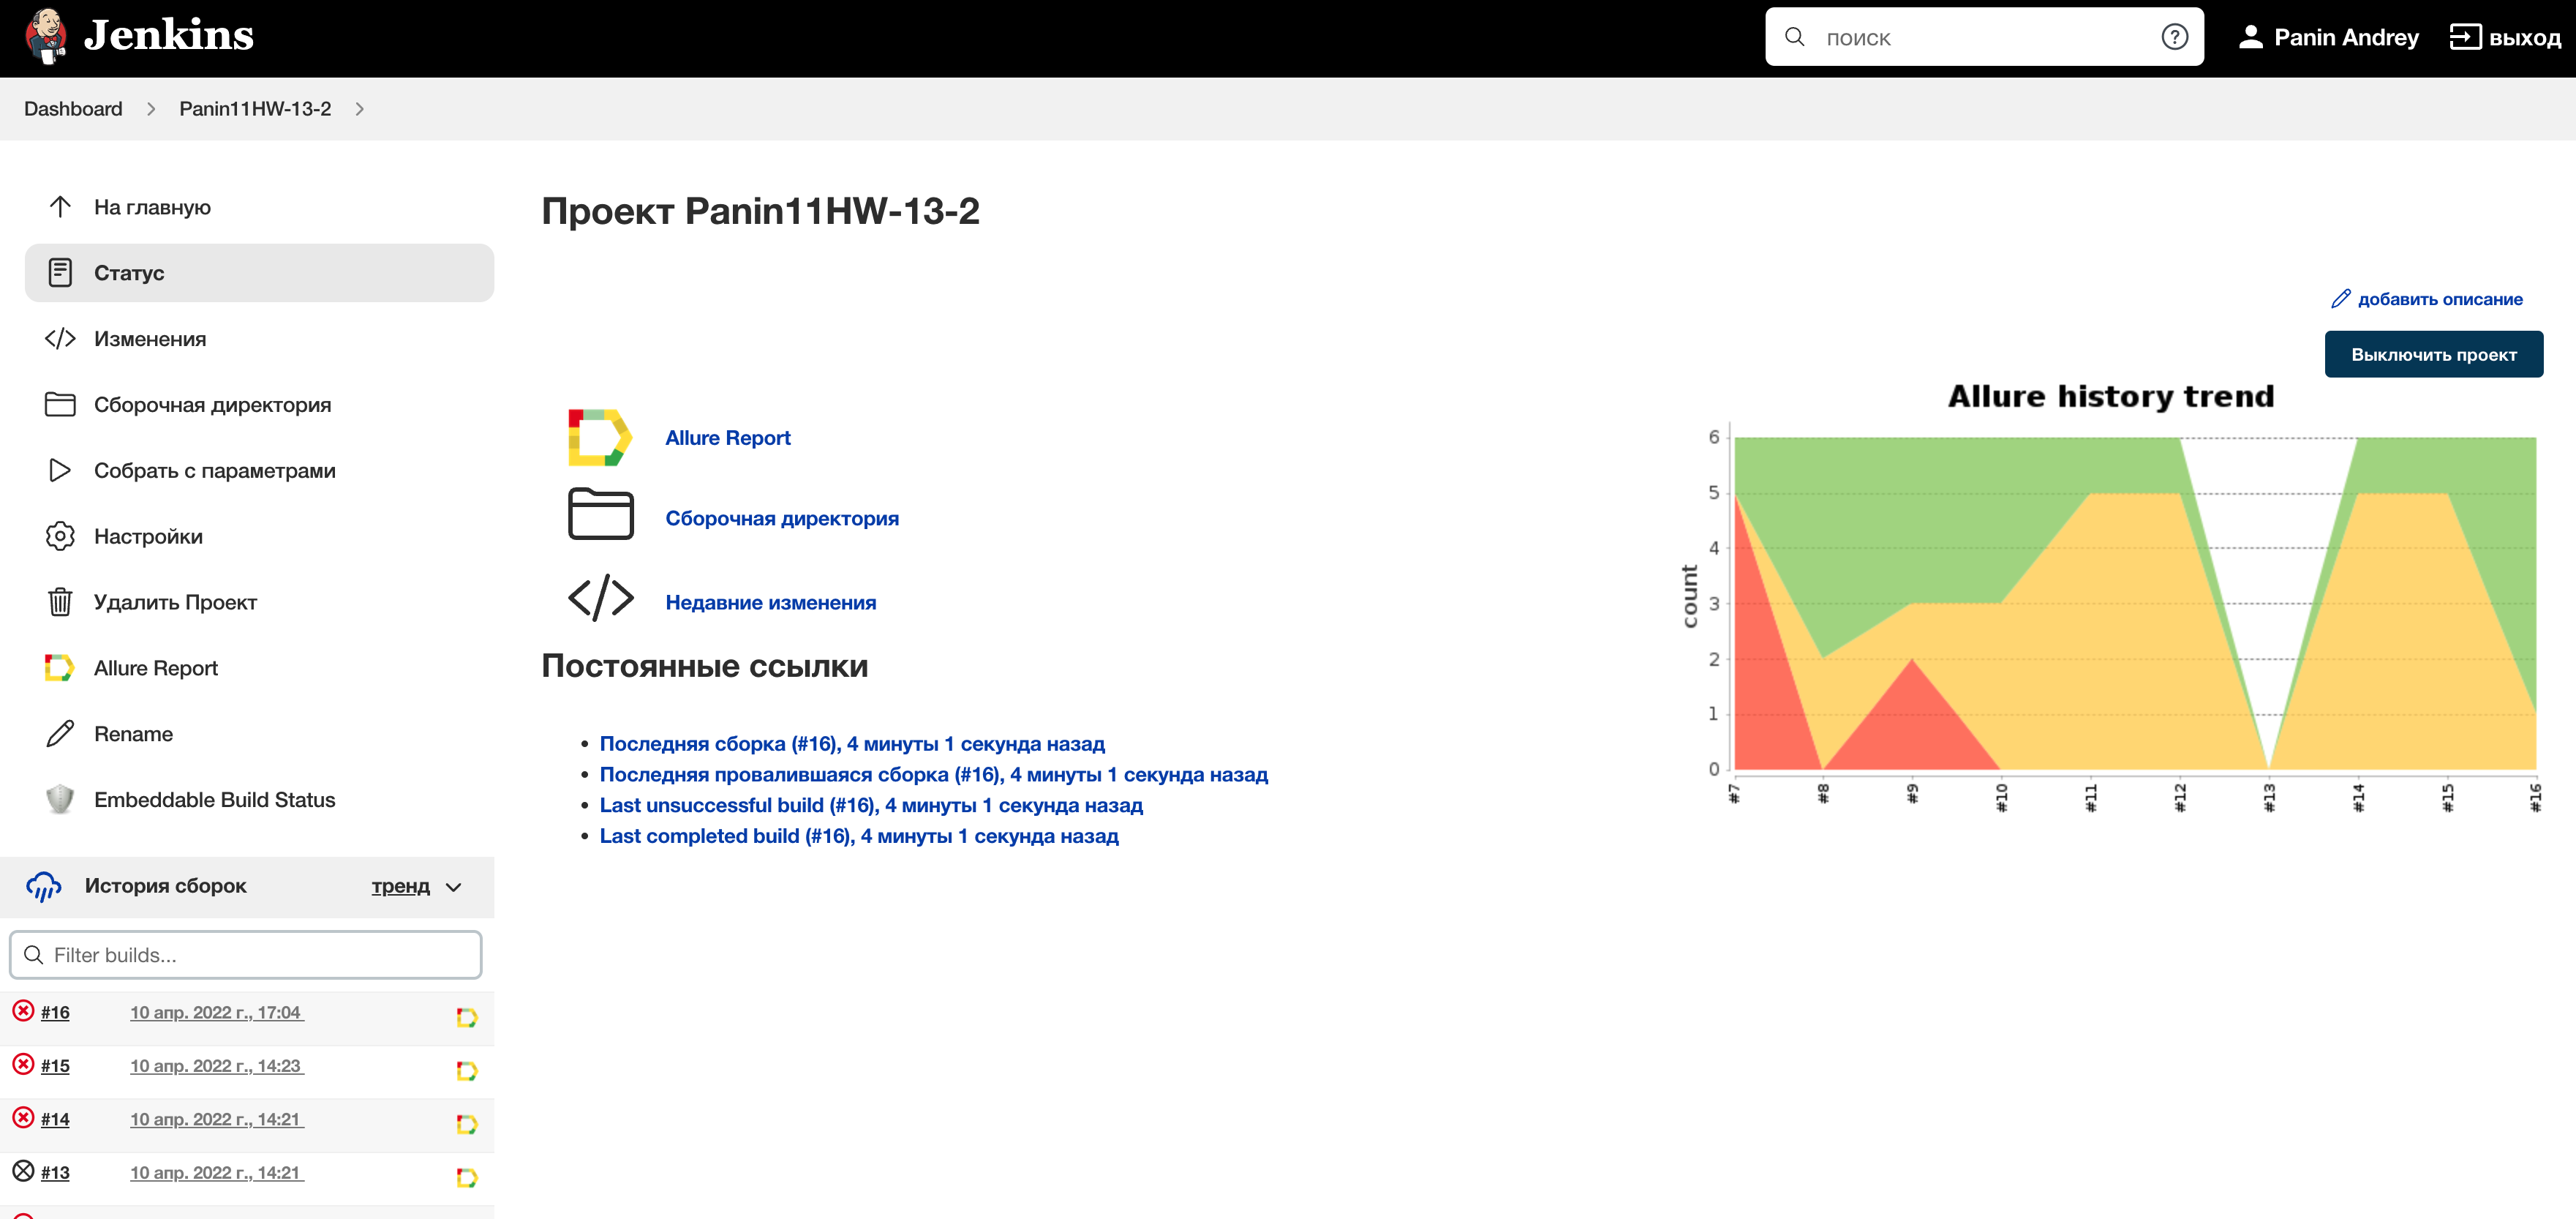 Jenkins
поиск
Panin Andrey
выход
Dashboard
Panin11HW-13-2
На главную
Статус
Изменения
Сборочная директория
Собрать с параметрами
Настройки
Удалить Проект
Allure Report
Rename
Embeddable Build Status
История сборок
тренд
Filter builds...
#16 10 апр. 2022 г., 17:04
#15 10 апр. 2022 г., 14:23
#14 10 апр. 2022 г., 14:21
#13 10 апр. 2022 г., 14:21
Проект Panin11HW-13-2
добавить описание
Выключить проект
Allure Report
Сборочная директория
Недавние изменения
Постоянные ссылки
Последняя сборка (#16), 4 минуты 1 секунда назад
Последняя провалившаяся сборка (#16), 4 минуты 1 секунда назад
Last unsuccessful build (#16), 4 минуты 1 секунда назад
Last completed build (#16), 4 минуты 1 секунда назад
Allure history trend
count
6
5
4
3
2
1
0
#7 #8 #9 #10 #11 #12 #13 #14 #15 #16